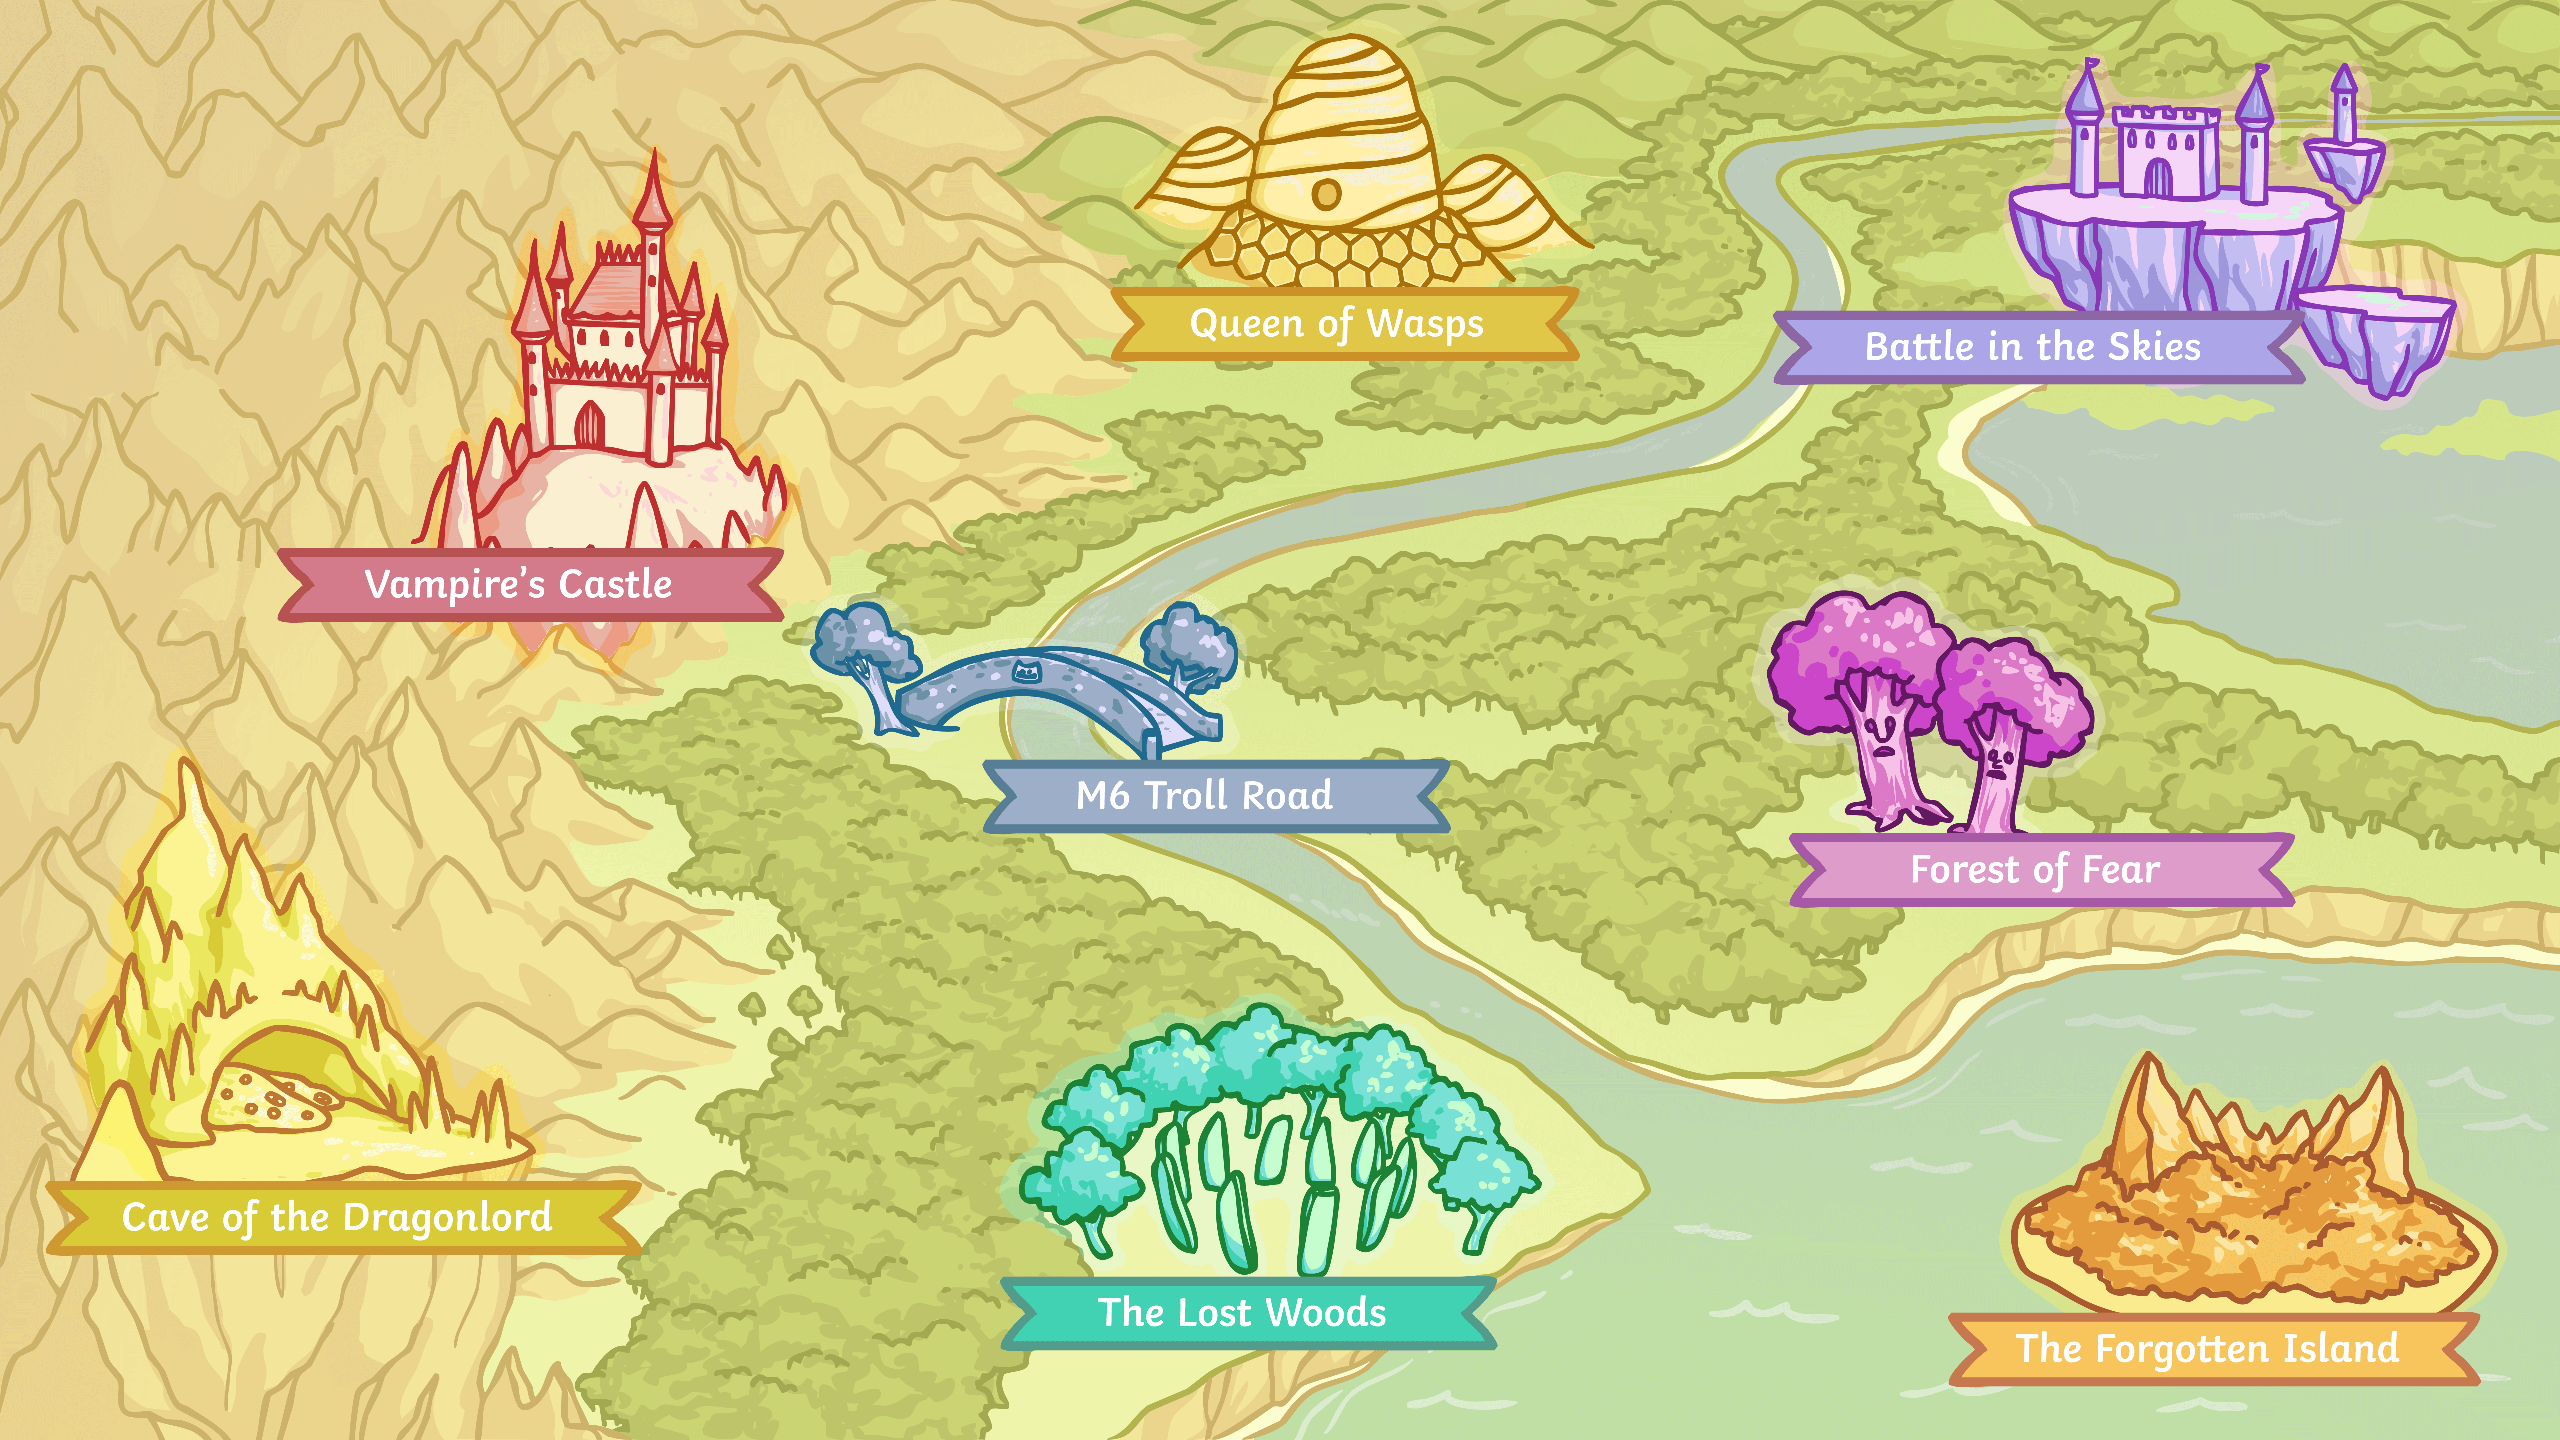 Queen of Wasps
Battle in the Skies
Vampire's Castle
M6 Troll Road
Forest of Fear
Cave of the Dragonlord
The Lost Woods
The Forgotten Island